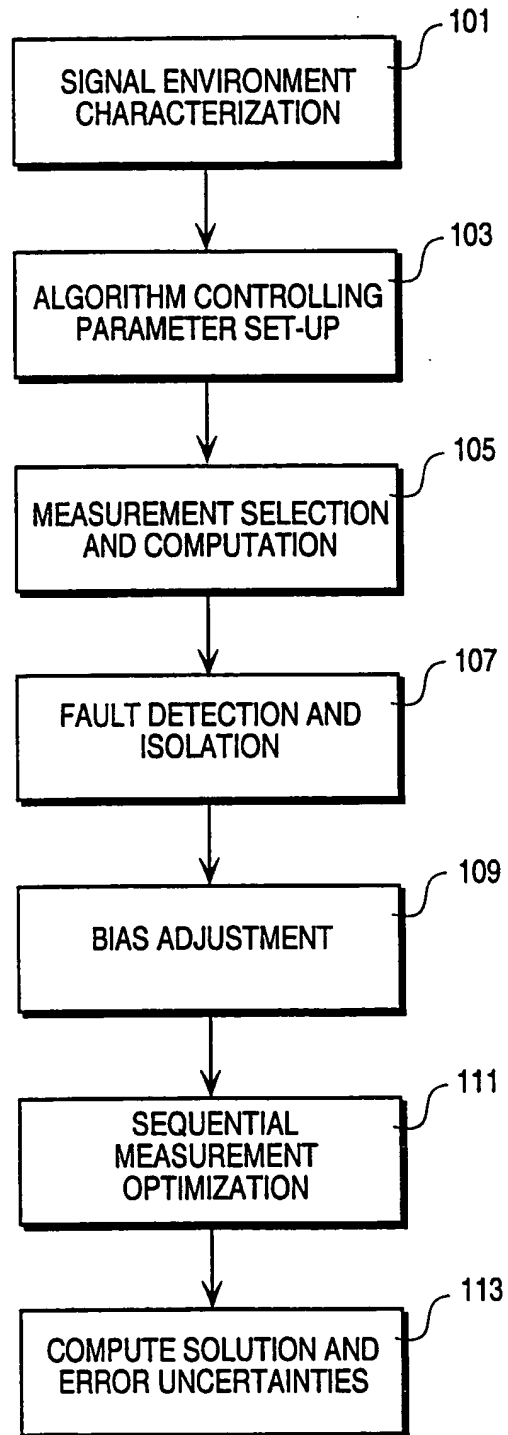 101
SIGNAL ENVIRONMENT
CHARACTERIZATION
103
ALGORITHM CONTROLLING
PARAMETER SET-UP
105
MEASUREMENT SELECTION
AND COMPUTATION
107
FAULT DETECTION AND
ISOLATION
109
BIAS ADJUSTMENT
111
SEQUENTIAL
MEASUREMENT
OPTIMIZATION
113
COMPUTE SOLUTION AND
ERROR UNCERTAINTIES